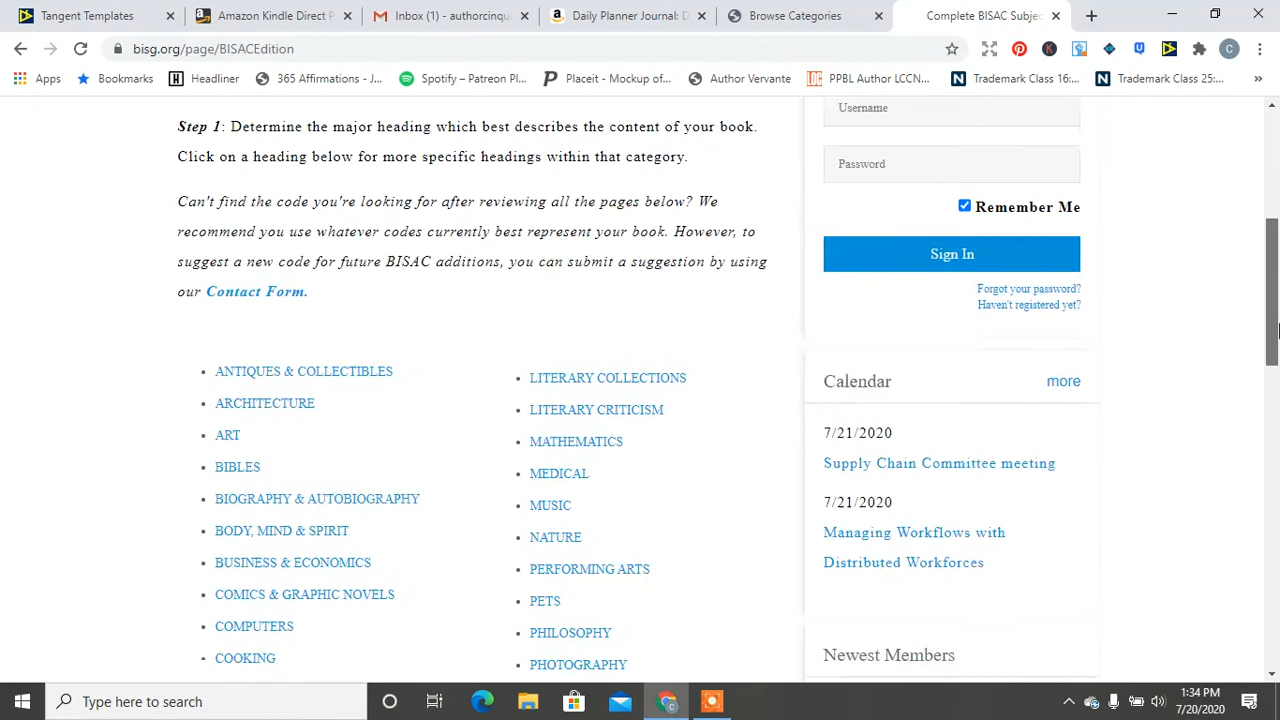 Tangent Templates
Amazon Kindle Direct P
Inbox (1) - authorcinqu
Daily Planner Journal: D
Browse Categories
Complete BISAC Subjec
bisg.org/page/BISACEdition
Apps
Bookmarks
Headliner
365 Affirmations - J...
Spotify – Patreon Pl...
Placeit - Mockup of...
Author Vervante
PPBL Author LCCN...
Trademark Class 16:...
Trademark Class 25:...
Step 1: Determine the major heading which best describes the content of your book.
Click on a heading below for more specific headings within that category.
Can't find the code you're looking for after reviewing all the pages below? We
recommend you use whatever codes currently best represent your book. However, to
suggest a new code for future BISAC additions, you can submit a suggestion by using
our Contact Form.
ANTIQUES & COLLECTIBLES
ARCHITECTURE
ART
BIBLES
BIOGRAPHY & AUTOBIOGRAPHY
BODY, MIND & SPIRIT
BUSINESS & ECONOMICS
COMICS & GRAPHIC NOVELS
COMPUTERS
COOKING
LITERARY COLLECTIONS
LITERARY CRITICISM
MATHEMATICS
MEDICAL
MUSIC
NATURE
PERFORMING ARTS
PETS
PHILOSOPHY
PHOTOGRAPHY
Username
Password
Remember Me
Sign In
Forgot your password?
Haven't registered yet?
Calendar
more
7/21/2020
Supply Chain Committee meeting
7/21/2020
Managing Workflows with
Distributed Workforces
Newest Members
Type here to search
1:34 PM
7/20/2020